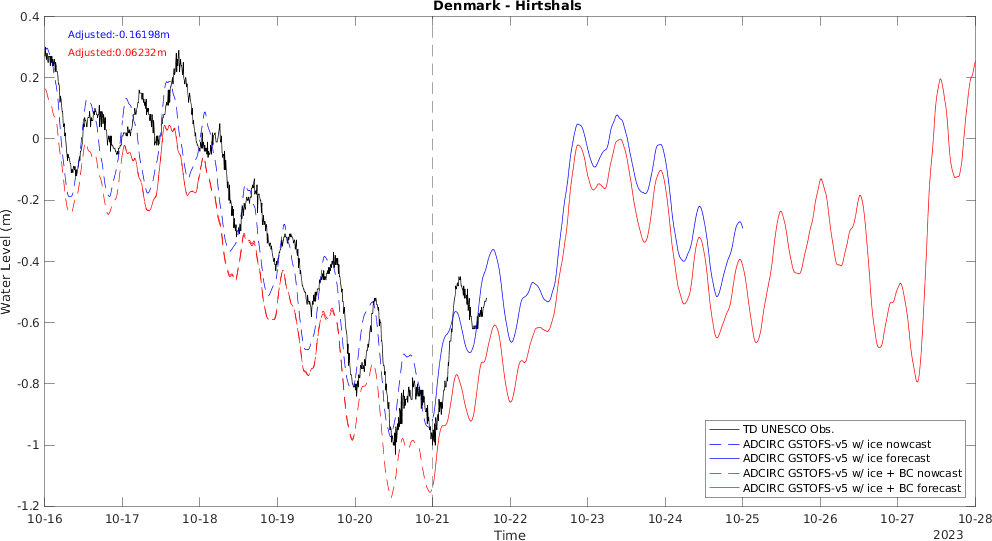 Denmark - Hirtshals
Adjusted:-0.16198m
Adjusted:0.06232m
0.4
0.2
0
-0.2
-0.4
-0.6
-0.8
-1
-1.2
Water Level (m)
TD UNESCO Obs.
ADCIRC GSTOFS-v5 w/ ice nowcast
ADCIRC GSTOFS-v5 w/ ice forecast
ADCIRC GSTOFS-v5 w/ ice + BC nowcast
ADCIRC GSTOFS-v5 w/ ice + BC forecast
10-16 10-17 10-18 10-19 10-20 10-21 10-22 10-23 10-24 10-25 10-26 10-27 10-28
Time
2023